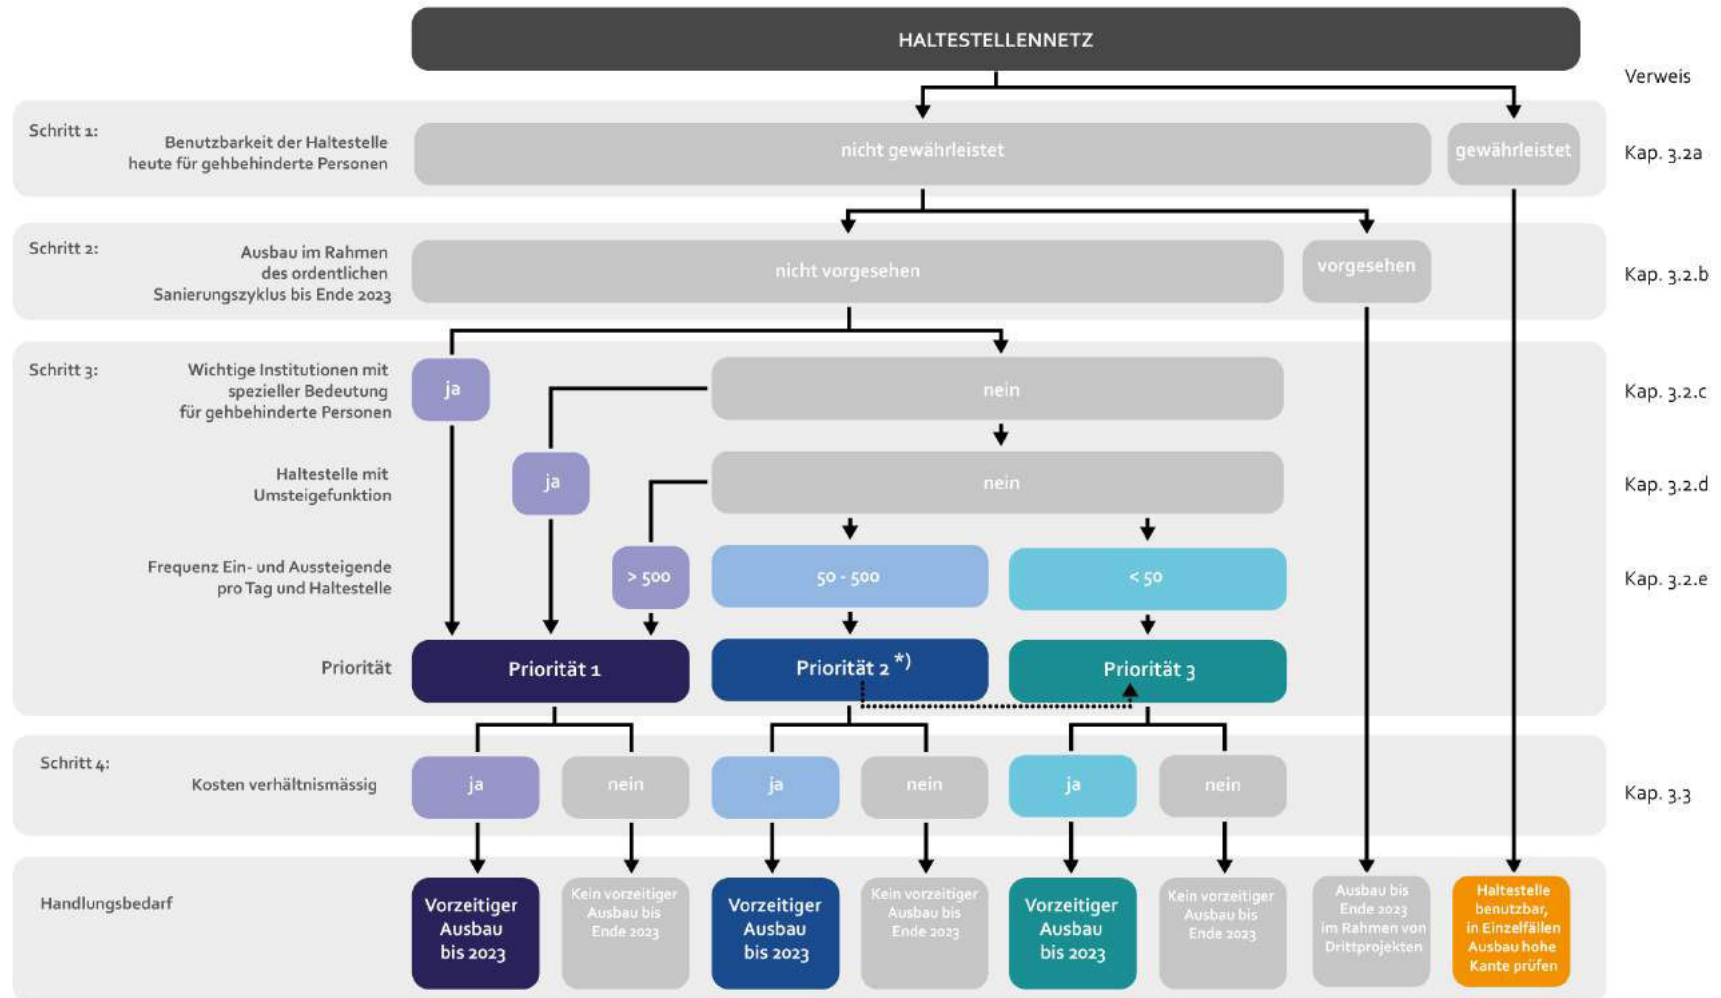 HALTESTELLENNETZ
Verweis
Schritt 1:
Benutzbarkeit der Haltestelle
heute für gehbehinderte Personen
nicht gewährleistet
gewährleistet
Kap. 3.2a
Schritt 2:
Ausbau im Rahmen
des ordentlichen
Sanierungszyklus bis Ende 2023
nicht vorgesehen
vorgesehen
Kap. 3.2.b
Schritt 3:
Wichtige Institutionen mit
spezieller Bedeutung
für gehbehinderte Personen
ja
nein
Kap. 3.2.c
Haltestelle mit
Umsteigefunktion
ja
nein
Kap. 3.2.d
Frequenz Ein- und Aussteigende
pro Tag und Haltestelle
> 500
50 - 500
< 50
Kap. 3.2.e
Priorität
Priorität 1
Priorität 2 *)
Priorität 3
Schritt 4:
Kosten verhältnismässig
ja
nein
ja
nein
ja
nein
Kap. 3.3
Handlungsbedarf
Vorzeitiger
Ausbau
bis 2023
Kein vorzeitiger
Ausbau bis
Ende 2023
Vorzeitiger
Ausbau
bis 2023
Kein vorzeitiger
Ausbau bis
Ende 2023
Vorzeitiger
Ausbau
bis 2023
Kein vorzeitiger
Ausbau bis
Ende 2023
Ausbau bis
Ende 2023
im Rahmen von
Drittprojekten
Haltestelle
benutzbar,
in Einzelfällen
Ausbau hohe
Kante prüfen